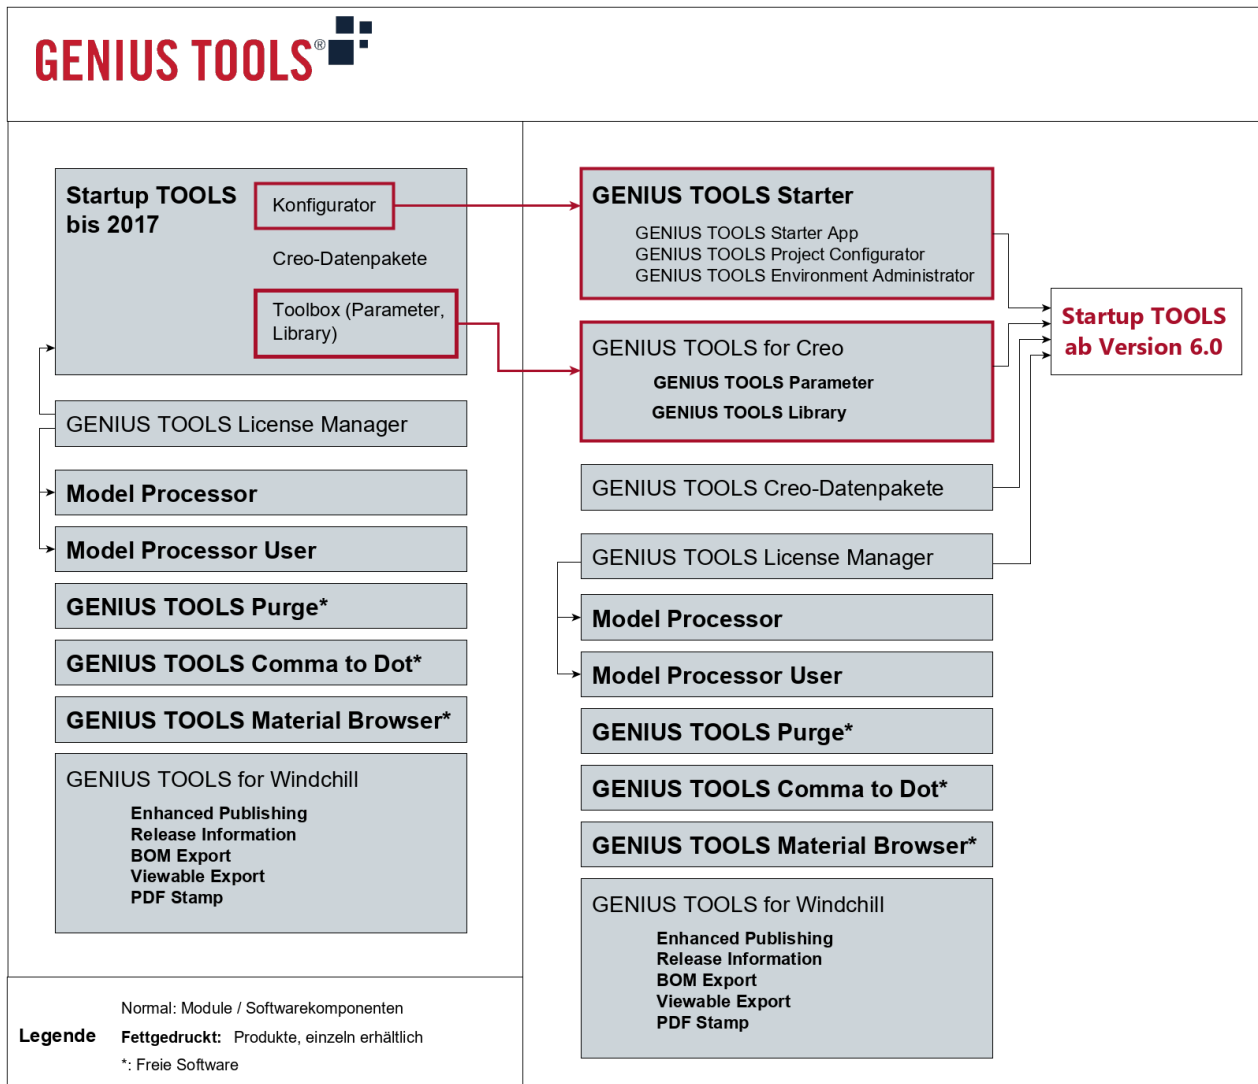 GENIUS TOOLS®
Startup TOOLS
bis 2017
Konfigurator
Creo-Datenpakete
Toolbox (Parameter,
Library)
GENIUS TOOLS License Manager
Model Processor
Model Processor User
GENIUS TOOLS Purge*
GENIUS TOOLS Comma to Dot*
GENIUS TOOLS Material Browser*
GENIUS TOOLS for Windchill
Enhanced Publishing
Release Information
BOM Export
Viewable Export
PDF Stamp
GENIUS TOOLS Starter
GENIUS TOOLS Starter App
GENIUS TOOLS Project Configurator
GENIUS TOOLS Environment Administrator
GENIUS TOOLS for Creo
GENIUS TOOLS Parameter
GENIUS TOOLS Library
GENIUS TOOLS Creo-Datenpakete
GENIUS TOOLS License Manager
Model Processor
Model Processor User
GENIUS TOOLS Purge*
GENIUS TOOLS Comma to Dot*
GENIUS TOOLS Material Browser*
GENIUS TOOLS for Windchill
Enhanced Publishing
Release Information
BOM Export
Viewable Export
PDF Stamp
Startup TOOLS
ab Version 6.0
Legende
Normal: Module / Softwarekomponenten
Fettgedruckt: Produkte, einzeln erhältlich
*: Freie Software